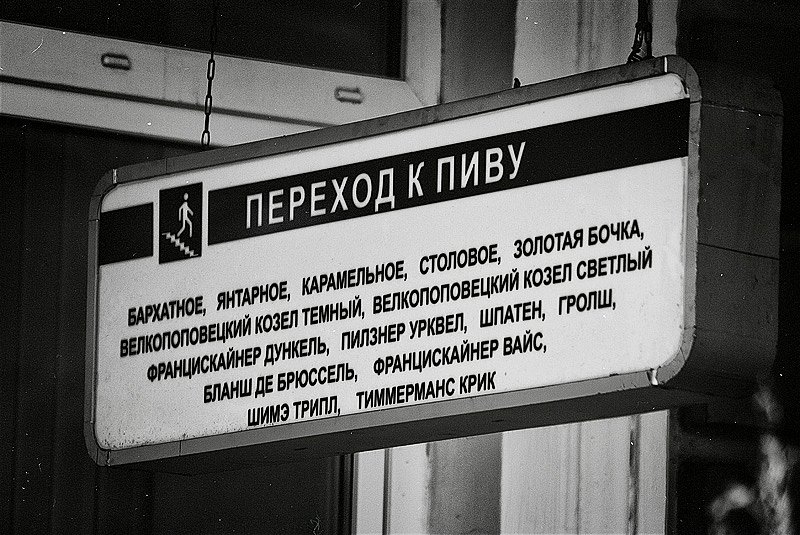 ПЕРЕХОД К ПИВУ
БАРХАТНОЕ, ЯНТАРНОЕ, КАРАМЕЛЬНОЕ, СТОЛОВОЕ, ЗОЛОТАЯ БОЧКА,
ВЕЛКОПОПОВЕЦКИЙ КОЗЕЛ ТЕМНЫЙ, ВЕЛКОПОПОВЕЦКИЙ КОЗЕЛ СВЕТЛЫЙ
ФРАНЦИСКАЙНЕР ДУНКЕЛЬ, ПИЛЗНЕР УРКВЕЛ, ШПАТЕН, ГРОЛШ,
БЛАНШ ДЕ БРЮССЕЛЬ, ФРАНЦИСКАЙНЕР ВАЙС,
ШИМЭ ТРИПЛ, ТИММЕРМАНС КРИК